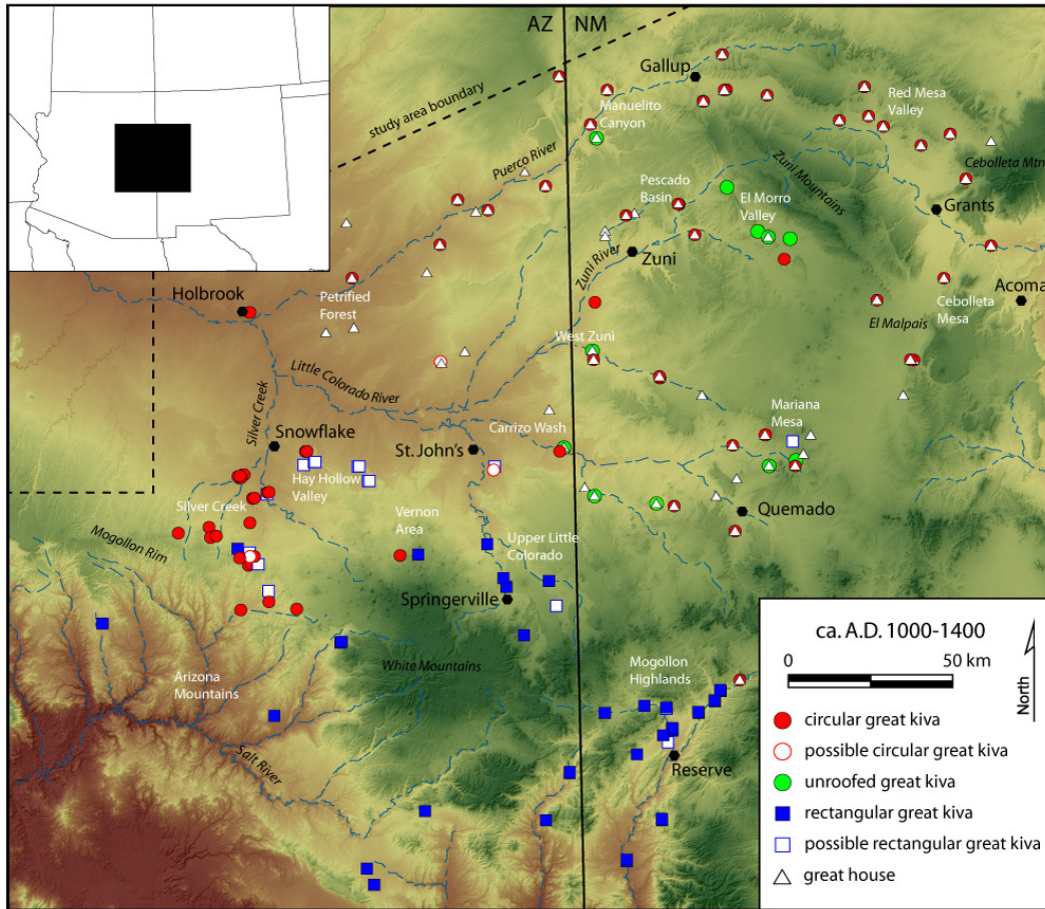 AZ
NM
study area boundary
Gallup
Manuelito
Canyon
Red Mesa
Valley
Puerco River
Zuni Mountains
Cebolleta Mtn
Pescado
Basin
El Morro
Valley
Grants
Zuni River
Zuni
Petrified
Forest
Holbrook
Acoma
Cebolleta
Mesa
El Malpais
West Zuni
Little Colorado River
Silver Creek
Mariana
Mesa
Carrizo Wash
Snowflake
St. John's
Hay Hollow
Valley
Silver Creek
Vernon
Area
Quemado
Mogollon Rim
Upper Little
Colorado
Springerville
White Mountains
Arizona
Mountains
Mogollon
Highlands
Salt River
Reserve
ca. A.D. 1000-1400
0
50 km
North
circular great kiva
possible circular great kiva
unroofed great kiva
rectangular great kiva
possible rectangular great kiva
great house